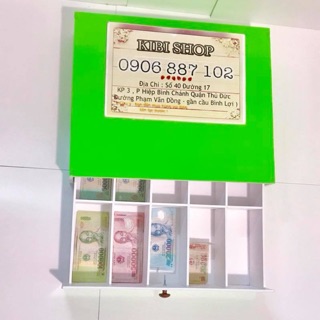 KIBI SHOP
0906 887 102
Địa Chỉ : Số 40 Đường 17
KP 3 , P Hiệp Bình Chánh Quận Thủ Đức
Đường Phạm Văn Đồng - gần cầu Bình Lợi )